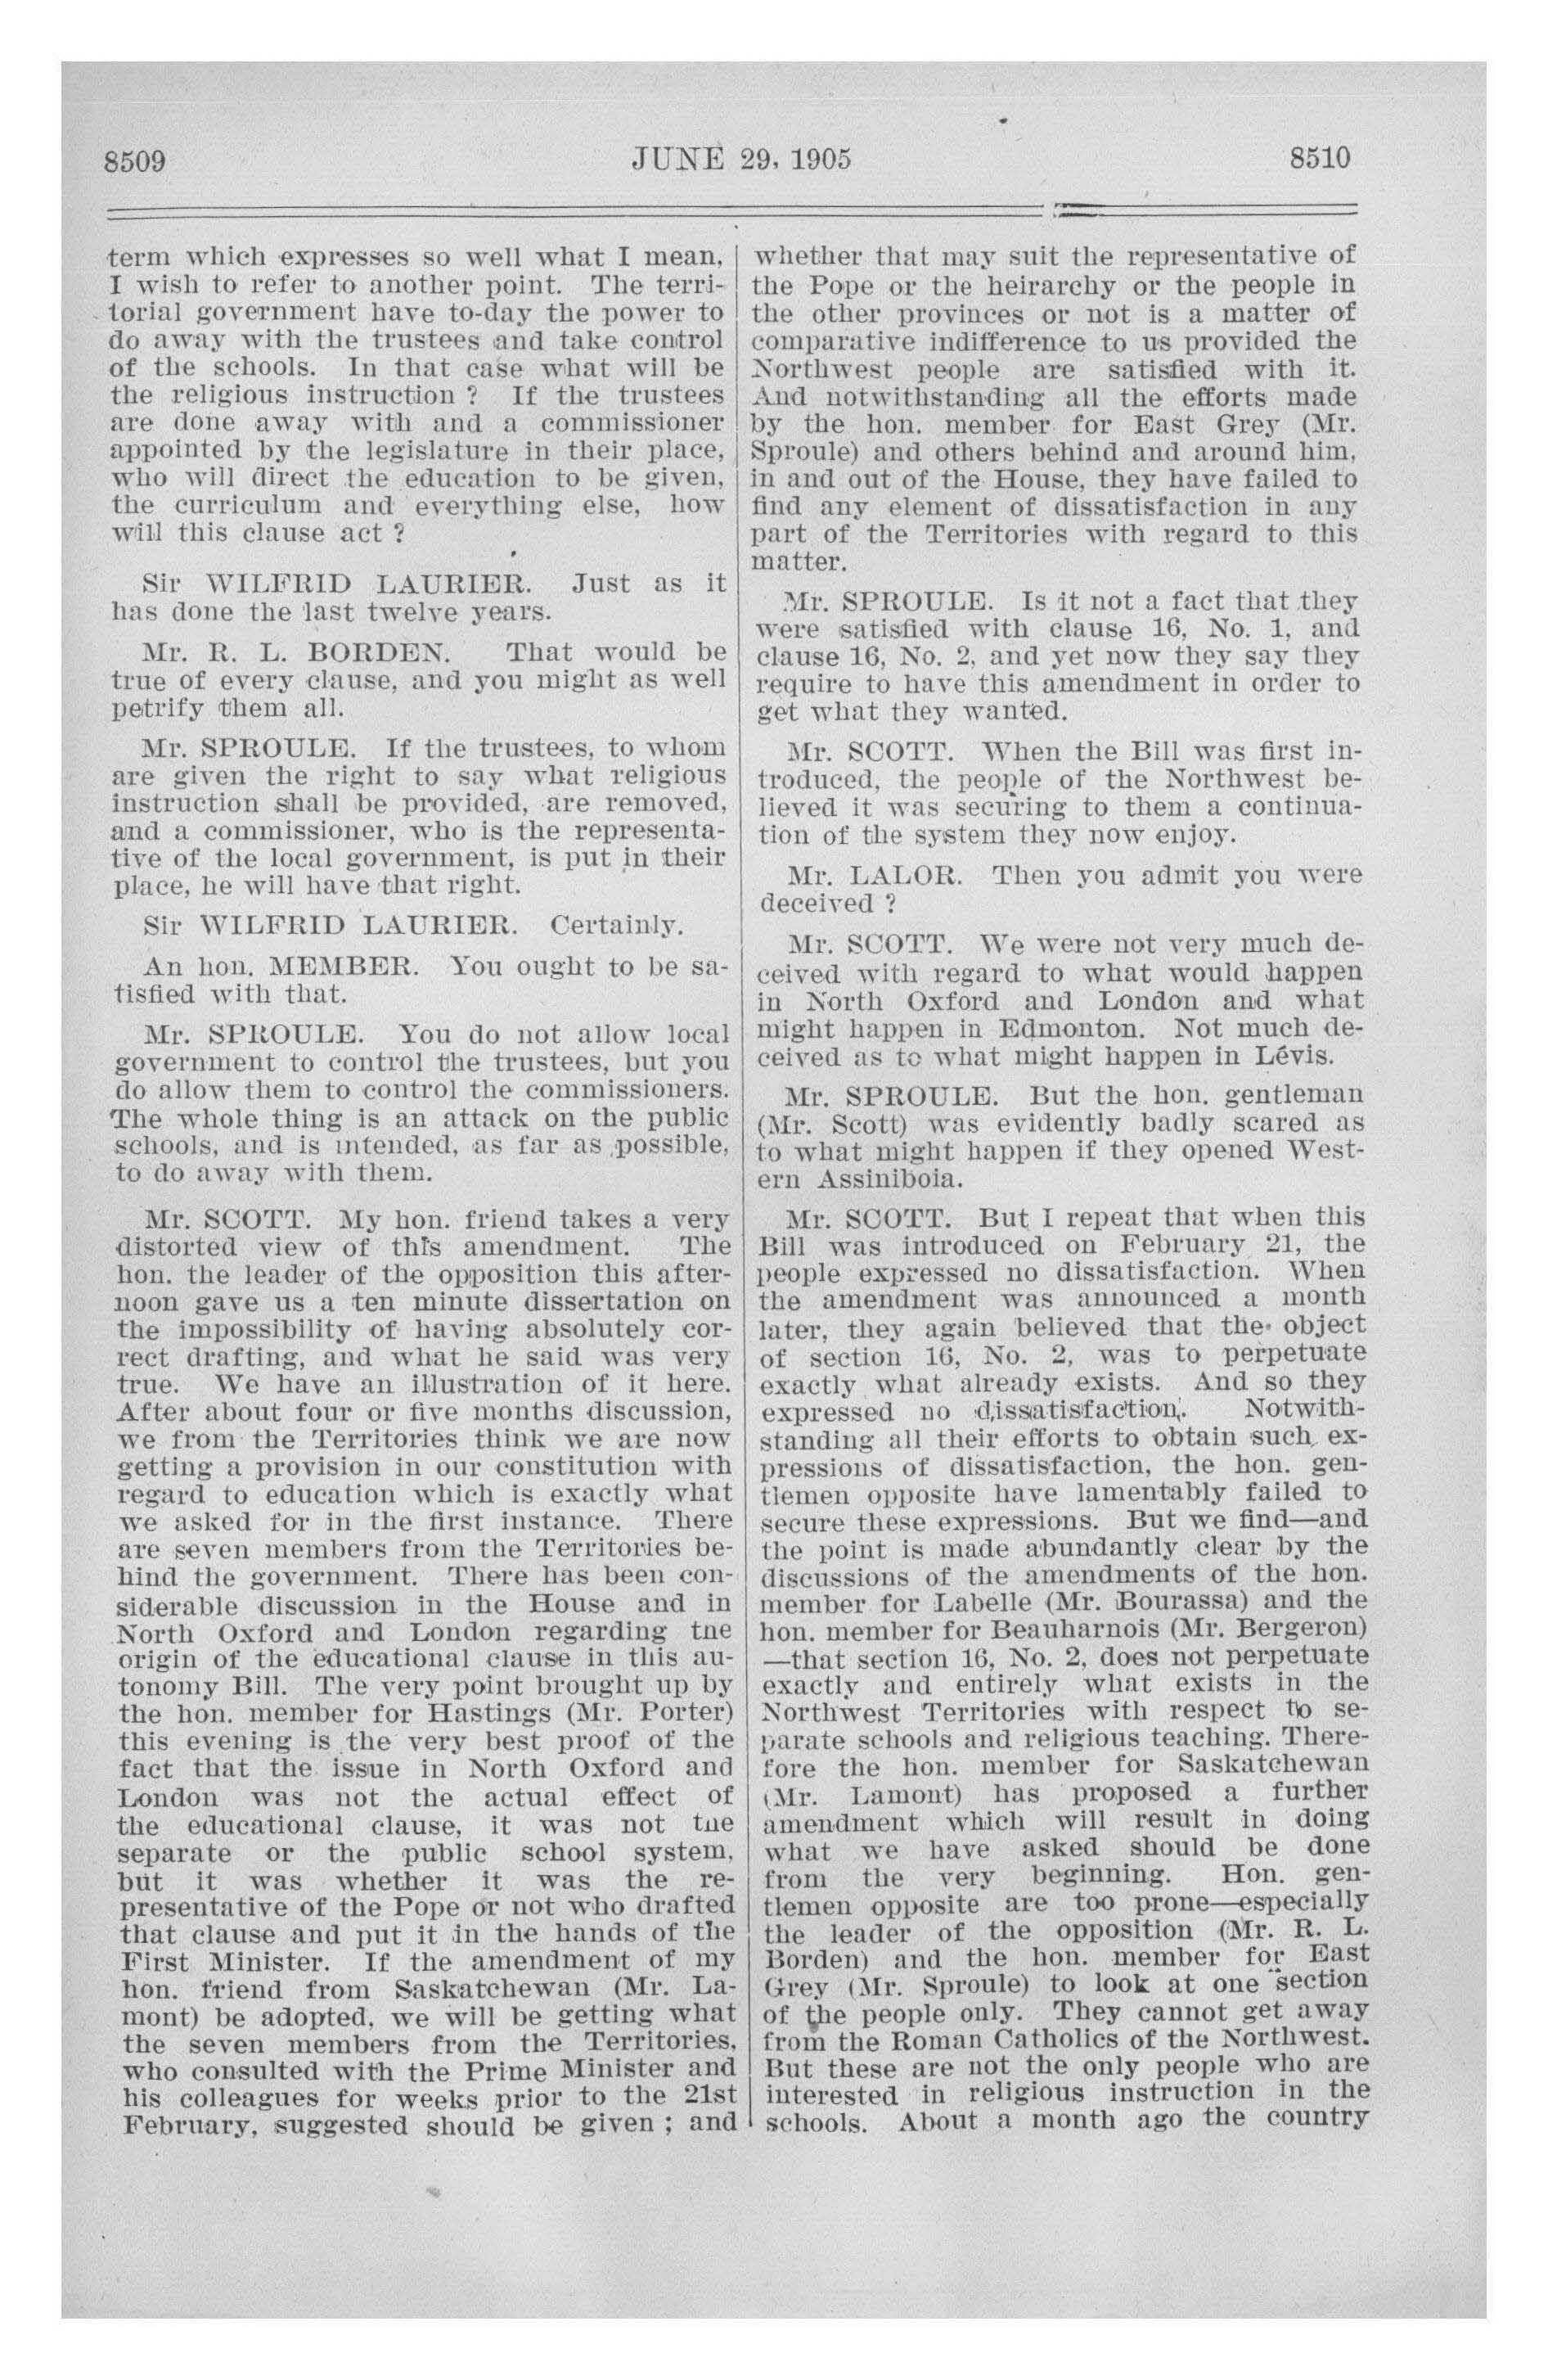 8509
JUNE 29, 1905
8510
term which expresses so well what I mean,
I wish to refer to another point. The terri-
torial government have to-day the power to
do away with the trustees and take control
of the schools. In that case what will be
the religious instruction ? If the trustees
are done away with and a commissioner
appointed by the legislature in their place,
who will direct the education to be given,
the curriculum and everything else, how
will this clause act ?
Sir WILFRID LAURIER. Just as it
has done the last twelve years.
Mr. R. L. BORDEN. That would be
true of every clause, and you might as well
petrify them all.
Mr. SPROULE. If the trustees, to whom
are given the right to say what religious
instruction shall be provided, are removed,
and a commissioner, who is the representa-
tive of the local government, is put in their
place, he will have that right.
Sir WILFRID LAURIER. Certainly.
An hon. MEMBER. You ought to be sa-
tisfied with that.
Mr. SPROULE. You do not allow local
government to control the trustees, but you
do allow them to control the commissioners.
The whole thing is an attack on the public
schools, and is intended, as far as possible,
to do away with them.
Mr. SCOTT. My hon. friend takes a very
distorted view of this amendment. The
hon. the leader of the opposition this after-
noon gave us a ten minute dissertation on
the impossibility of having absolutely cor-
rect drafting, and what he said was very
true. We have an illustration of it here.
After about four or five months discussion,
we from the Territories think we are now
getting a provision in our constitution with
regard to education which is exactly what
we asked for in the first instance. There
are seven members from the Territories be-
hind the government. There has been con-
siderable discussion in the House and in
North Oxford and London regarding tne
origin of the educational clause in this au-
tonomy Bill. The very point brought up by
the hon. member for Hastings (Mr. Porter)
this evening is the very best proof of the
fact that the issue in North Oxford and
London was not the actual effect of
the educational clause, it was not tne
separate or the public school system,
but it was whether it was the re-
presentative of the Pope or not who drafted
that clause and put it in the hands of the
First Minister. If the amendment of my
hon. friend from Saskatchewan (Mr. La-
mont) be adopted, we will be getting what
the seven members from the Territories,
who consulted with the Prime Minister and
his colleagues for weeks prior to the 21st
February, suggested should be given ; and
whether that may suit the representative of
the Pope or the heirarchy or the people in
the other provinces or not is a matter of
comparative indifference to us provided the
Northwest people are satisfied with it.
And notwithstanding all the efforts made
by the hon. member for East Grey (Mr.
Sproule) and others behind and around him,
in and out of the House, they have failed to
find any element of dissatisfaction in any
part of the Territories with regard to this
matter.
Mr. SPROULE. Is it not a fact that they
were satisfied with clause 16, No. 1, and
clause 16, No. 2, and yet now they say they
require to have this amendment in order to
get what they wanted.
Mr. SCOTT. When the Bill was first in-
troduced, the people of the Northwest be-
lieved it was securing to them a continua-
tion of the system they now enjoy.
Mr. LALOR. Then you admit you were
deceived ?
Mr. SCOTT. We were not very much de-
ceived with regard to what would happen
in North Oxford and London and what
might happen in Edmonton. Not much de-
ceived as to what might happen in Lévis.
Mr. SPROULE. But the hon. gentleman
(Mr. Scott) was evidently badly scared as
to what might happen if they opened West-
ern Assiniboia.
Mr. SCOTT. But I repeat that when this
Bill was introduced on February 21, the
people expressed no dissatisfaction. When
the amendment was announced a month
later, they again believed that the object
of section 16, No. 2, was to perpetuate
exactly what already exists. And so they
expressed no dissatisfaction. Notwith-
standing all their efforts to obtain such ex-
pressions of dissatisfaction, the hon. gen-
tlemen opposite have lamentably failed to
secure these expressions. But we find—and
the point is made abundantly clear by the
discussions of the amendments of the hon.
member for Labelle (Mr. Bourassa) and the
hon. member for Beauharnois (Mr. Bergeron)
—that section 16, No. 2, does not perpetuate
exactly and entirely what exists in the
Northwest Territories with respect to se-
parate schools and religious teaching. There-
fore the hon. member for Saskatchewan
(Mr. Lamont) has proposed a further
amendment which will result in doing
what we have asked should be done
from the very beginning. Hon. gen-
tlemen opposite are too prone—especially
the leader of the opposition (Mr. R. L.
Borden) and the hon. member for East
Grey (Mr. Sproule) to look at one section
of the people only. They cannot get away
from the Roman Catholics of the Northwest.
But these are not the only people who are
interested in religious instruction in the
schools. About a month ago the country